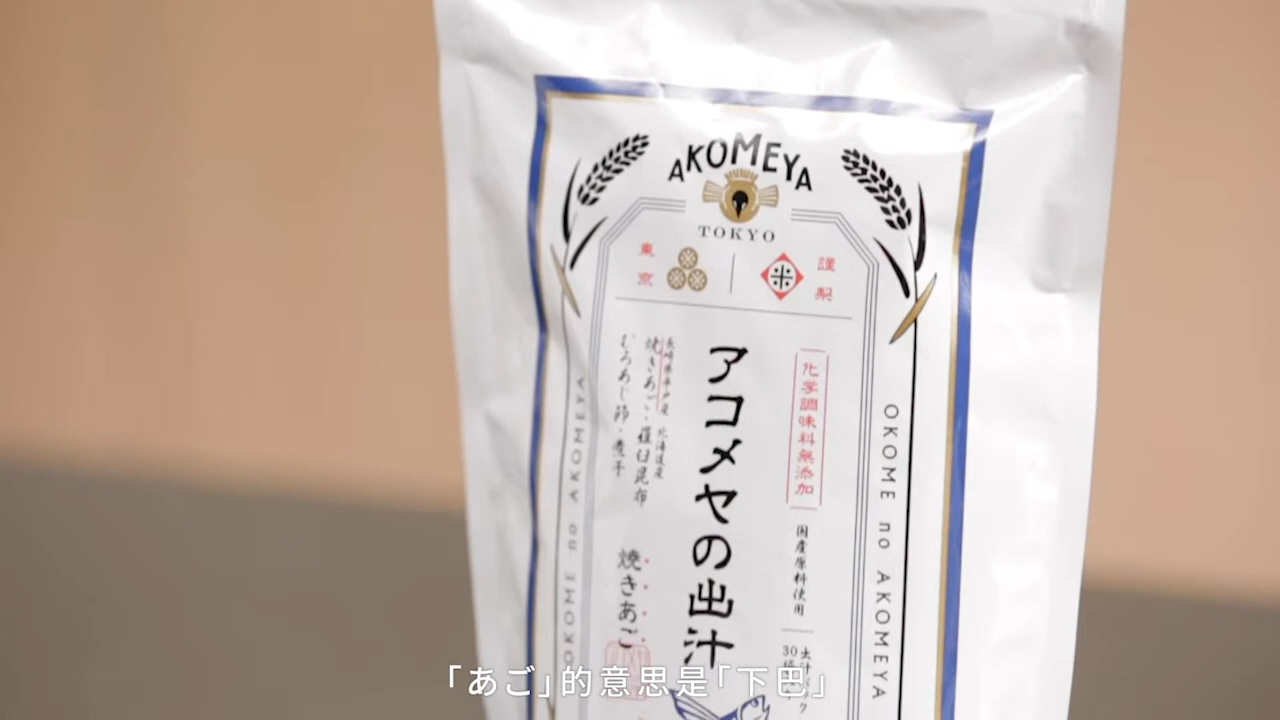 AKOMEYA
TOKYO
東京
謹製
化学調味料無添加
国産原料使用
アコメヤの出汁
長崎県平戸産 北海道産
焼きあご・羅臼昆布
むろあじ節・煮干
焼きあご
OKOME no AKOMEYA
OKOME no AKOMEYA
「あご」的意思是「下巴」